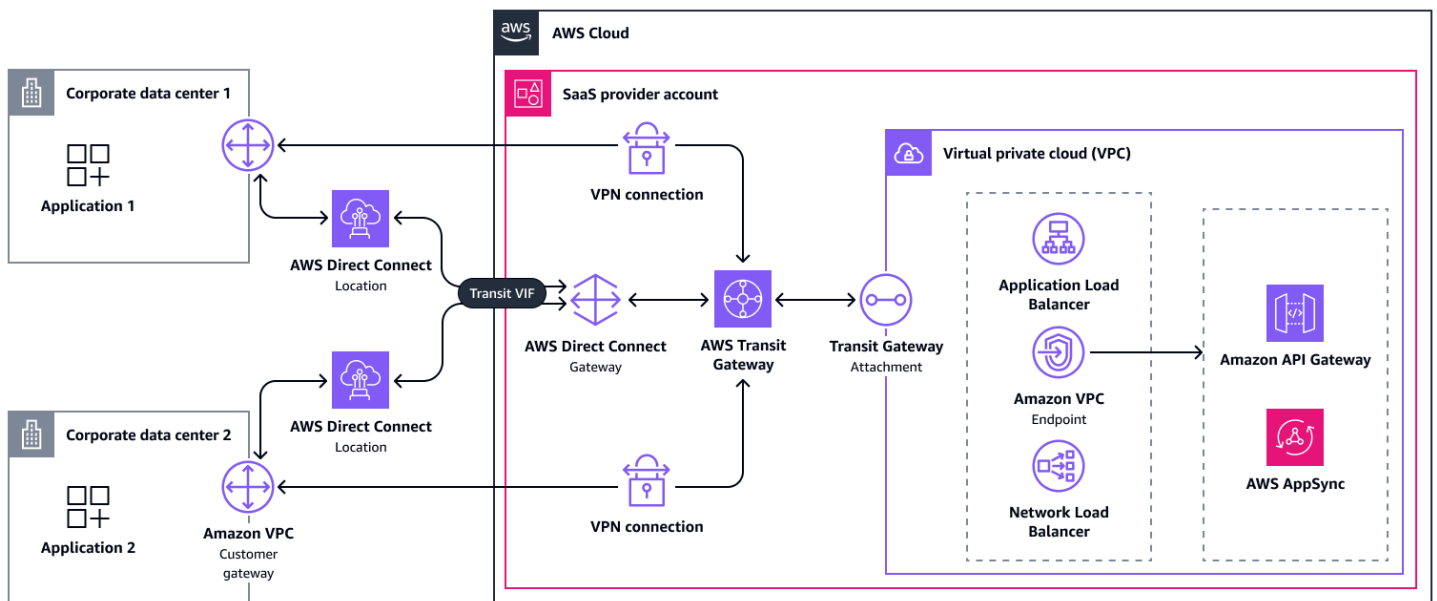 aws
AWS Cloud
SaaS provider account
Corporate data center 1
Application 1
VPN connection
Virtual private cloud (VPC)
AWS Direct Connect
Location
Transit VIF
AWS Direct Connect
Gateway
AWS Transit
Gateway
Transit Gateway
Attachment
Application Load
Balancer
Amazon VPC
Endpoint
Network Load
Balancer
Amazon API Gateway
AWS AppSync
AWS Direct Connect
Location
Corporate data center 2
Application 2
Amazon VPC
Customer
gateway
VPN connection